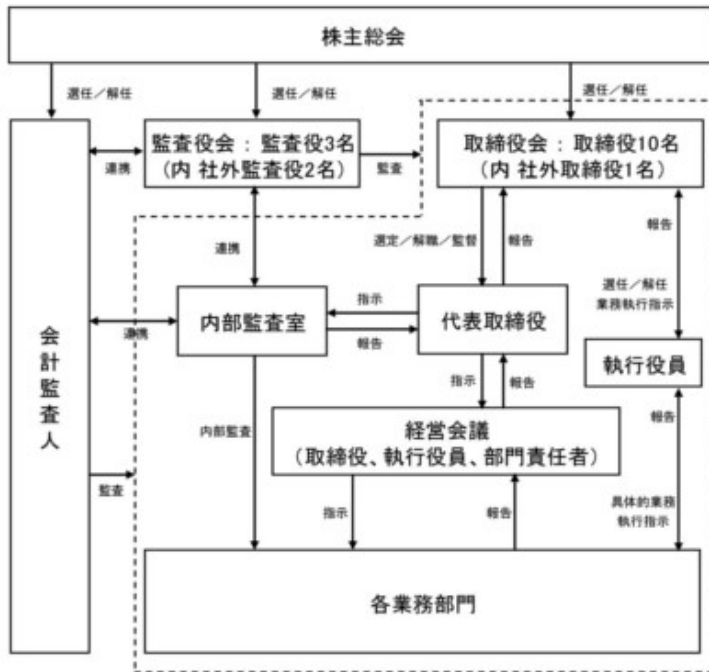 株主総会
選任／解任
選任／解任
選任／解任
監査役会：監査役3名
（内 社外監査役2名）
取締役会：取締役10名
（内 社外取締役1名）
連携
監査
連携
選定／解職／監督
報告
報告
選任／解任
業務執行指示
会計監査人
連携
内部監査室
指示
報告
代表取締役
執行役員
内部監査
指示
報告
報告
経営会議
（取締役、執行役員、部門責任者）
監査
指示
報告
具体的業務
執行指示
各業務部門